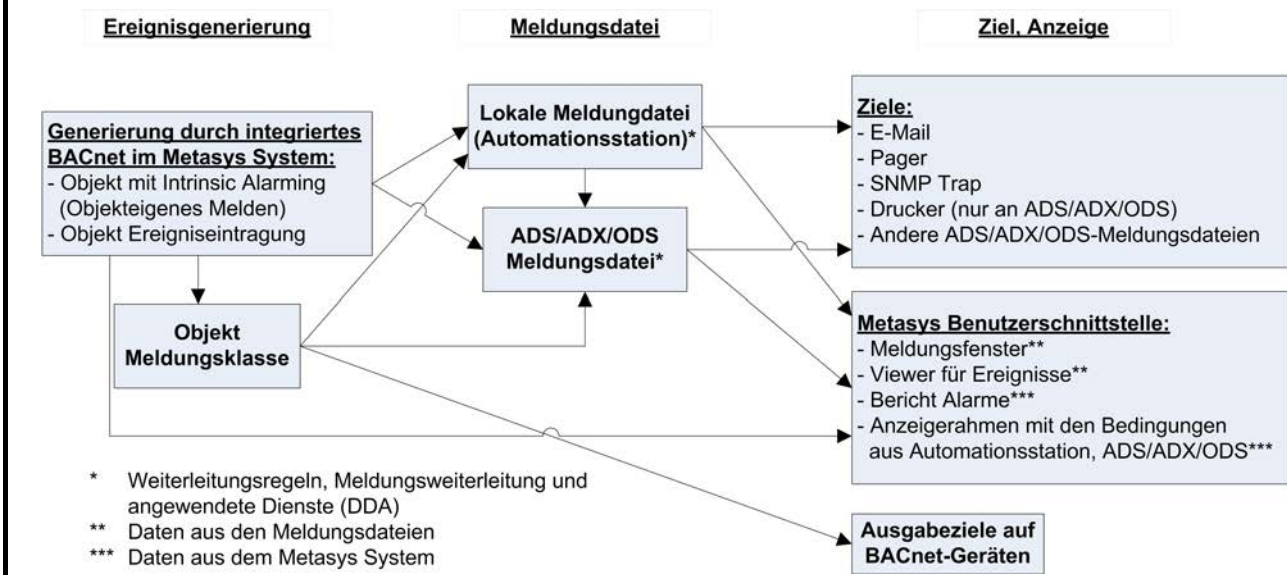 Ereignisgenerierung
Meldungsdatei
Ziel, Anzeige
Generierung durch integriertes
BACnet im Metasys System:
- Objekt mit Intrinsic Alarming
(Objekteigenes Melden)
- Objekt Ereigniseintragung
Objekt
Meldungsklasse
Lokale Meldungdatei
(Automationsstation)*
ADS/ADX/ODS
Meldungsdatei*
Ziele:
- E-Mail
- Pager
- SNMP Trap
- Drucker (nur an ADS/ADX/ODS)
- Andere ADS/ADX/ODS-Meldungsdateien
Metasys Benutzerschnittstelle:
- Meldungsfenster**
- Viewer für Ereignisse**
- Bericht Alarme***
- Anzeigerahmen mit den Bedingungen
aus Automationsstation, ADS/ADX/ODS***
Ausgabeziele auf
BACnet-Geräten
* Weiterleitungsregeln, Meldungsweiterleitung und
angewendete Dienste (DDA)
** Daten aus den Meldungsdateien
*** Daten aus dem Metasys System